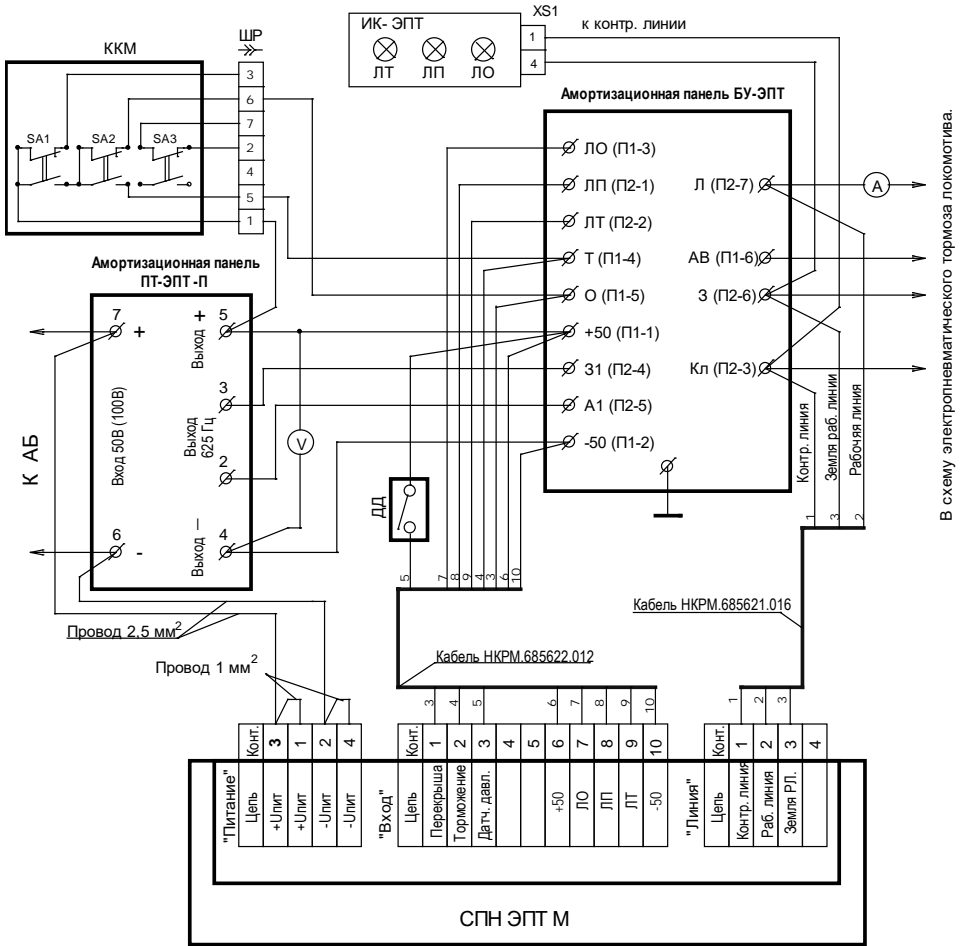 ККМ
SA1
SA2
SA3
ШР
3
6
7
2
4
5
1
ИК- ЭПТ
ЛТ
ЛП
ЛО
XS1
1
4
к контр. линии
Амортизационная панель БУ-ЭПТ
ЛО (П1-3)
ЛП (П2-1)
ЛТ (П2-2)
Т (П1-4)
О (П1-5)
+50 (П1-1)
З1 (П2-4)
А1 (П2-5)
-50 (П1-2)
Л (П2-7)
АВ (П1-6)
З (П2-6)
Кл (П2-3)
А
В схему электропневматического тормоза локомотива.
Амортизационная панель
ПТ-ЭПТ -П
7
+
6
-
+
5
Выход
3
Выход
625 Гц
2
Выход —
4
Вход 50В (100В)
К АБ
V
ДД
5
7
8
9
4
3
6
10
Контр. линия
Земля раб. линии
Рабочяя линия
1
3
2
Провод 2,5 мм2
Провод 1 мм2
Кабель НКРМ.685622.012
Кабель НКРМ.685621.016
3
4
5
6
7
8
9
10
1
2
3
"Питание"
Конт.
3
1
2
4
Цепь
+Uпит
+Uпит
-Uпит
-Uпит
"Вход"
Конт.
1
2
3
4
5
6
7
8
9
10
Цепь
Перекрыша
Торможение
Датч. давл.
+50
ЛО
ЛП
ЛТ
-50
"Линия"
Конт.
1
2
3
4
Цепь
Контр. линия
Раб. линия
Земля РЛ.
СПН ЭПТ М